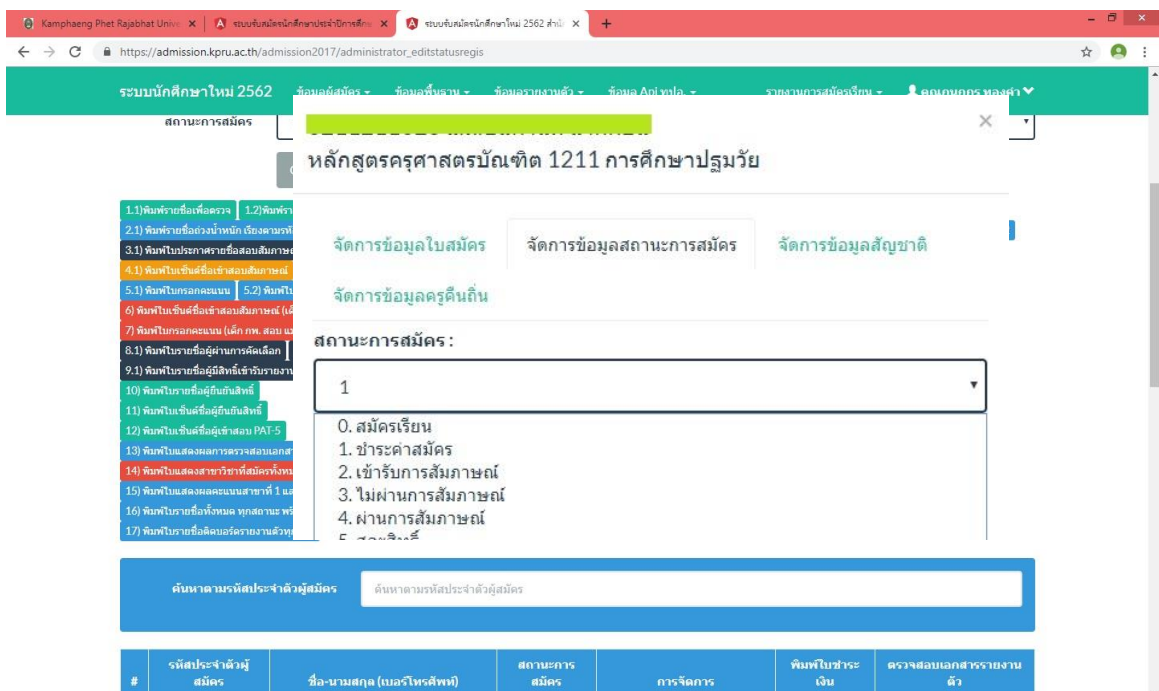 Kamphaeng Phet Rajabhat Unive
ระบบรับสมัครนักศึกษาประจำปีการศึกษ
ระบบรับสมัครนักศึกษาใหม่ 2562 สำนั
https://admission.kpru.ac.th/admission2017/administrator_editstatusregis
ระบบนักศึกษาใหม่ 2562 ข้อมูลผู้สมัคร ข้อมูลพื้นฐาน ข้อมูลรายงานตัว ข้อมูล Api ทปอ. รายงานการสมัครเรียน
สถานะการสมัคร
×
หลักสูตรครุศาสตรบัณฑิต 1211 การศึกษาปฐมวัย
1.1)พิมพ์รายชื่อเพื่อตรวจ 1.2)พิมพ์รา
2.1) พิมพ์รายชื่อถ่วงน้ำหนัก เรียงตามรหั
3.1) พิมพ์ใบประกาศรายชื่อสอบสัมภาษ
4.1) พิมพ์ใบเซ็นต์ชื่อเข้าสอบสัมภาษณ์
5.1) พิมพ์ใบกรอกคะแนน 5.2) พิมพ์ใบ
6) พิมพ์ใบเซ็นต์ชื่อเข้าสอบสัมภาษณ์ (เด็
7) พิมพ์ใบกรอกคะแนน (เด็ก กพ. สอบ แม
8.1) พิมพ์ใบรายชื่อผู้ผ่านการคัดเลือก
9.1) พิมพ์ใบรายชื่อผู้มีสิทธิ์เข้ารับรายงาน
10) พิมพ์ใบรายชื่อผู้ยืนยันสิทธิ์
11) พิมพ์ใบเซ็นต์ชื่อผู้ยืนยันสิทธิ์
12) พิมพ์ใบเซ็นต์ชื่อผู้เข้าสอบ PAT-5
13) พิมพ์ใบแสดงผลการตรวจสอบเอกสา
14) พิมพ์ใบแสดงสาขาวิชาที่สมัครทั้งหม
15) พิมพ์ใบแสดงผลคะแนนสาขาที่ 1 แล
16) พิมพ์ใบรายชื่อทั้งหมด ทุกสถานะ พร้
17) พิมพ์ใบรายชื่อติดบอร์ดรายงานตัวทุ
จัดการข้อมูลใบสมัคร จัดการข้อมูลสถานะการสมัคร จัดการข้อมูลสัญชาติ
จัดการข้อมูลครูคืนถิ่น
สถานะการสมัคร :
1
0. สมัครเรียน
1. ชำระค่าสมัคร
2. เข้ารับการสัมภาษณ์
3. ไม่ผ่านการสัมภาษณ์
4. ผ่านการสัมภาษณ์
5. สละสิทธิ์
ค้นหาตามรหัสประจำตัวผู้สมัคร ค้นหาตามรหัสประจำตัวผู้สมัคร
# รหัสประจำตัวผู้สมัคร ชื่อ-นามสกุล (เบอร์โทรศัพท์) สถานะการสมัคร การจัดการ พิมพ์ใบชำระเงิน ตรวจสอบเอกสารรายงานตัว